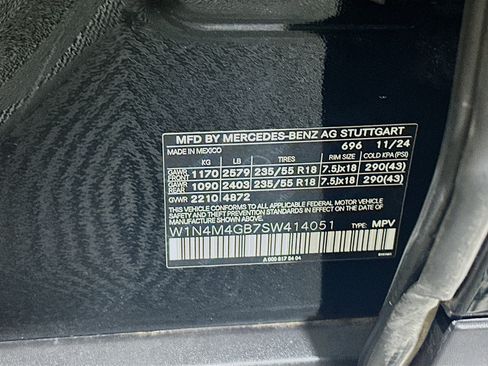 MFD BY MERCEDES-BENZ AG STUTTGART
MADE IN MEXICO 696 11/24
KG LB TIRES RIM SIZE COLD KPA (PSI)
GAWR FRONT 1170 2579 235/55 R18 7.5Jx18 290(43)
GAWR REAR 1090 2403 235/55 R18 7.5Jx18 290(43)
GVWR 2210 4872
THIS VEHICLE CONFORMS TO ALL APPLICABLE U.S. FEDERAL MOTOR
VEHICLE SAFETY AND THEFT PREVENTION STANDARDS IN EFFECT ON THE DATE OF
MANUFACTURE SHOWN ABOVE.
W1N4M4GB7SW414051 TYPE: MPV
A 000 817 54 04